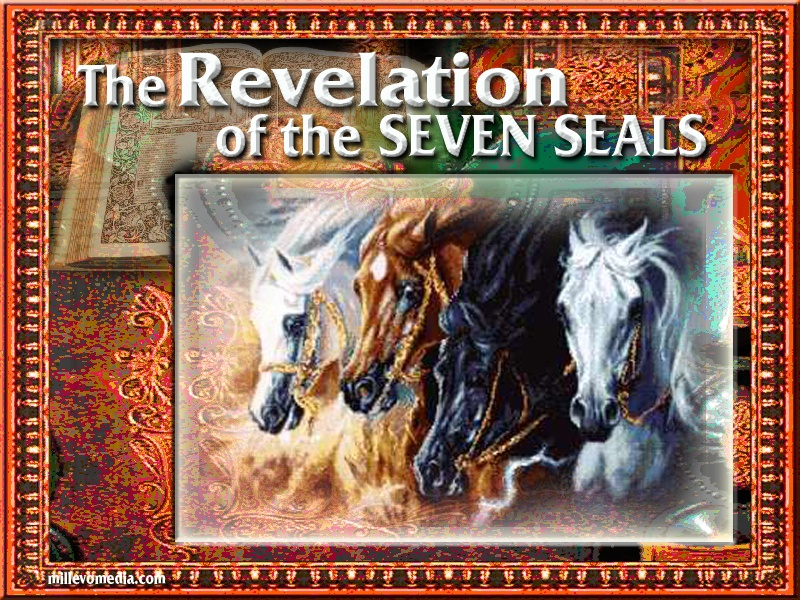 The Revelation
of the SEVEN SEALS
millevomedia.com